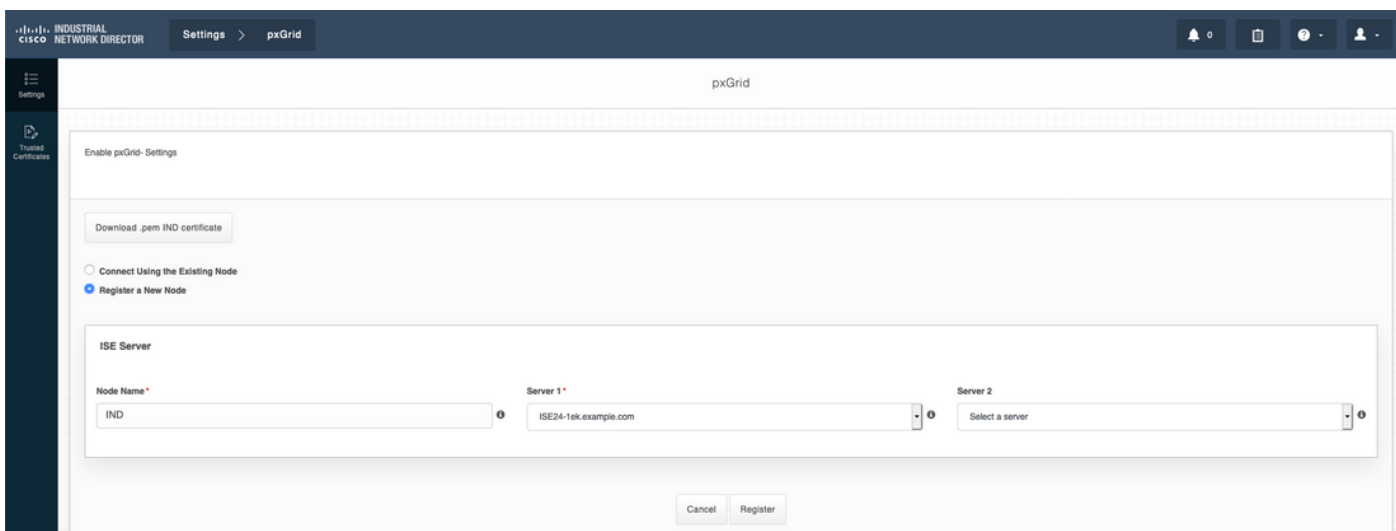 INDUSTRIAL
CISCO NETWORK DIRECTOR
Settings > pxGrid
0
Settings
pxGrid
Trusted
Certificates
Enable pxGrid- Settings
Download .pem IND certificate
Connect Using the Existing Node
Register a New Node
ISE Server
Node Name* Server 1* Server 2
IND ISE24-1ek.example.com Select a server
Cancel Register